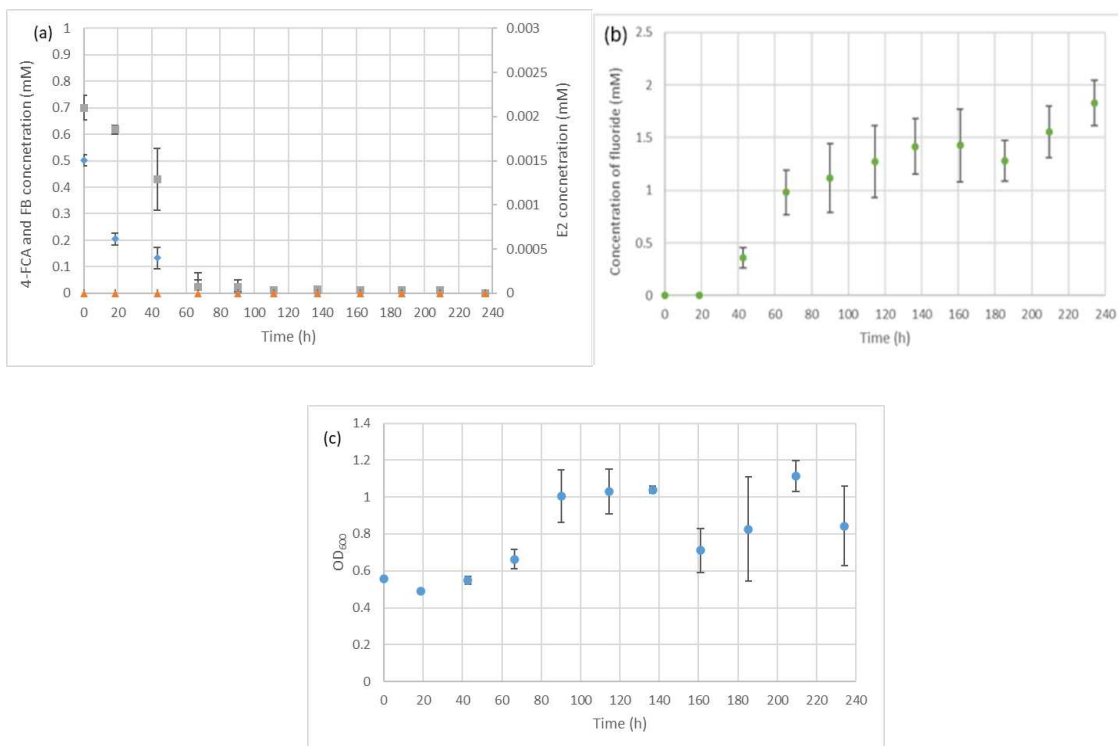 (a)
1
0.9
0.8
0.7
0.6
0.5
0.4
0.3
0.2
0.1
0
4-FCA and FB concnetration (mM)
0.003
0.0025
0.002
0.0015
0.001
0.0005
0
E2 concnetration (mM)
0 20 40 60 80 100 120 140 160 180 200 220 240
Time (h)
(b)
2.5
2
1.5
1
0.5
0
Concentration of fluoride (mM)
0 20 40 60 80 100 120 140 160 180 200 220 240
Time (h)
(c)
1.4
1.2
1
0.8
0.6
0.4
0.2
0
OD600
0 20 40 60 80 100 120 140 160 180 200 220 240
Time (h)